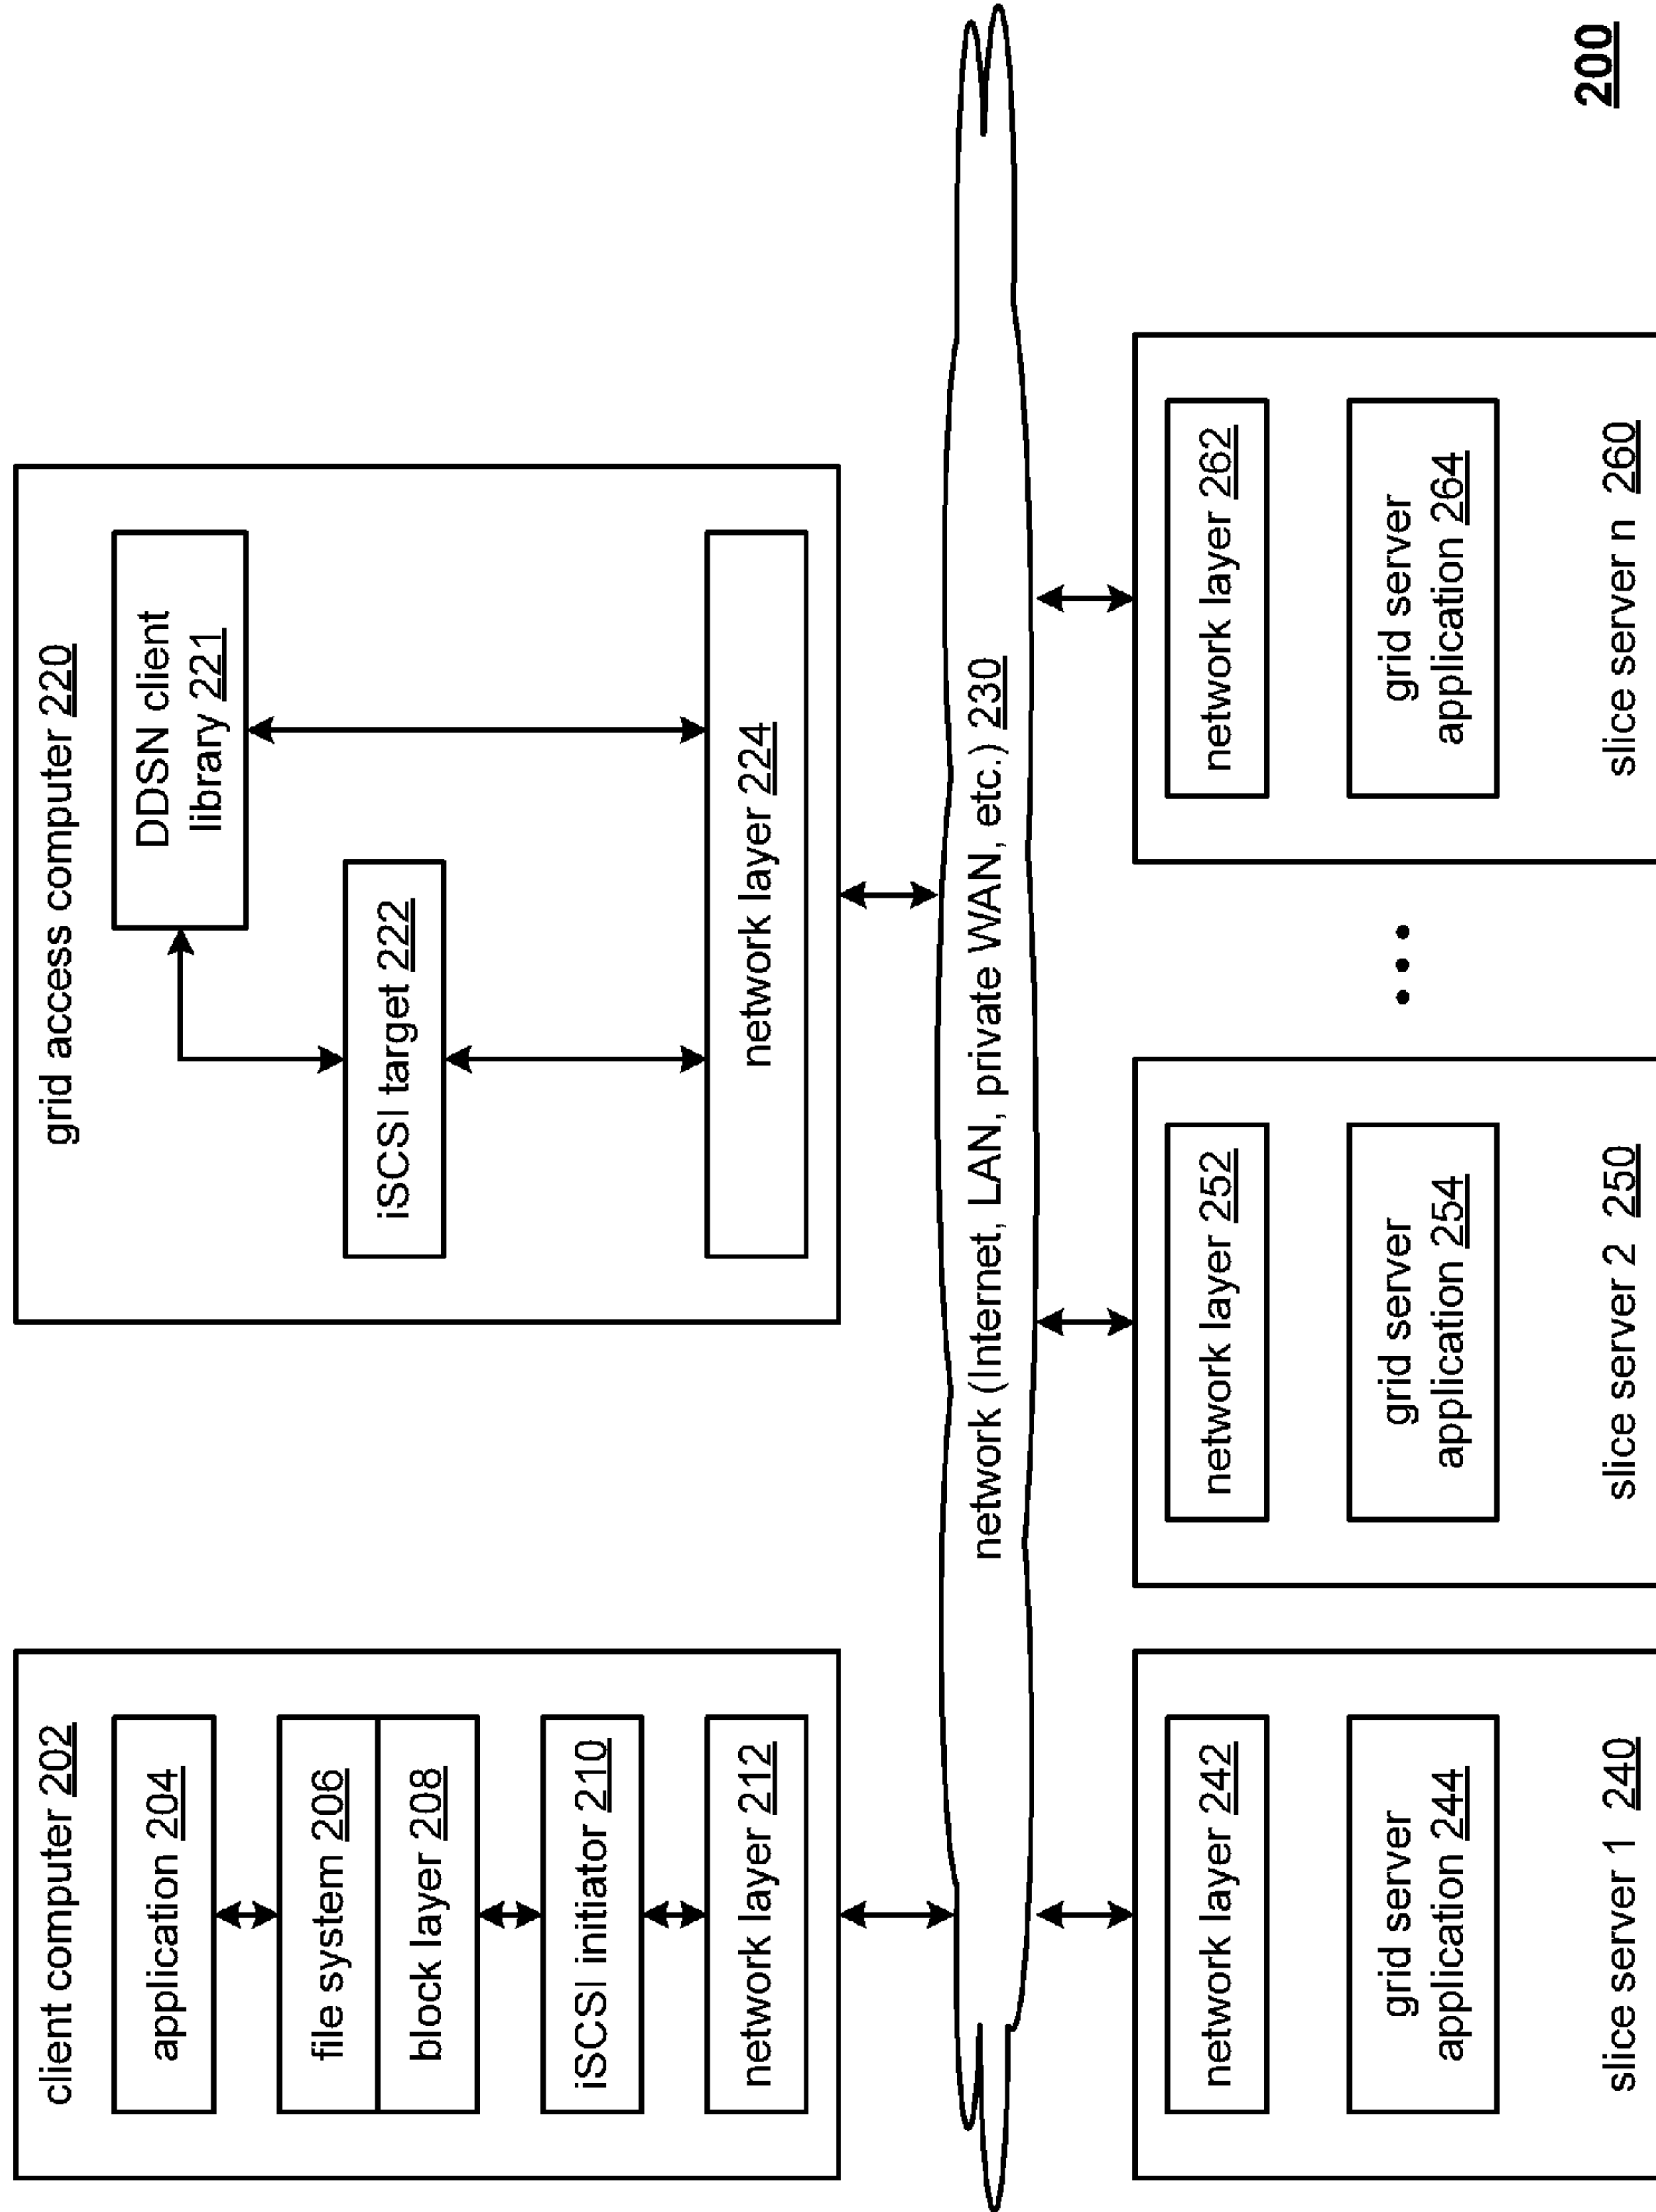 client computer 202
application 204
file system 206
block layer 208
iSCSI initiator 210
network layer 212
grid access computer 220
DDSN client
library 221
iSCSI target 222
network layer 224
network (Internet, LAN, private WAN, etc.) 230
network layer 242
grid server
application 244
slice server 1 240
network layer 252
grid server
application 254
slice server 2 250
• • •
network layer 262
grid server
application 264
slice server n 260
200